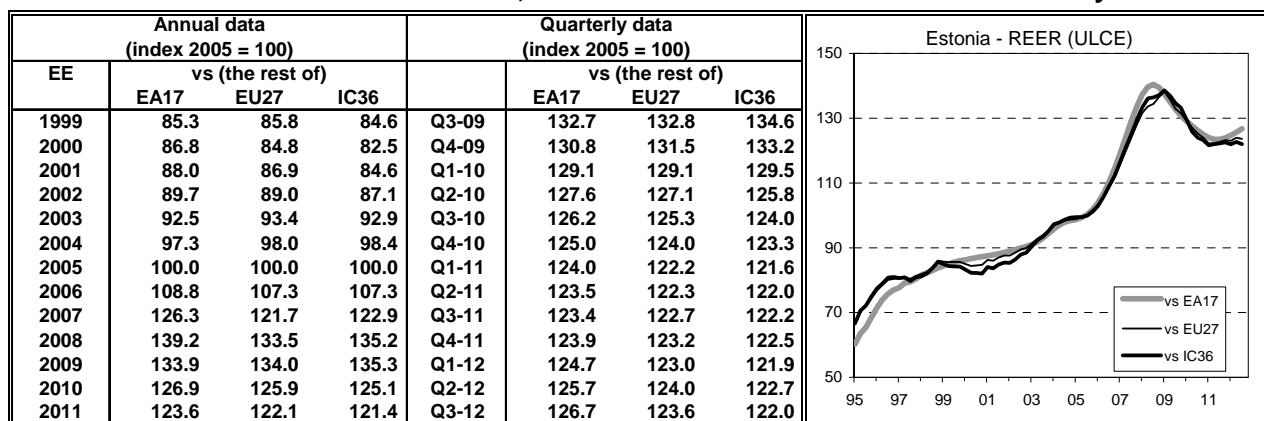 Annual data
(index 2005 = 100)
Quarterly data
(index 2005 = 100)
EE vs (the rest of) vs (the rest of)
EA17 EU27 IC36 EA17 EU27 IC36
1999 85.3 85.8 84.6 Q3-09 132.7 132.8 134.6
2000 86.8 84.8 82.5 Q4-09 130.8 131.5 133.2
2001 88.0 86.9 84.6 Q1-10 129.1 129.1 129.5
2002 89.7 89.0 87.1 Q2-10 127.6 127.1 125.8
2003 92.5 93.4 92.9 Q3-10 126.2 125.3 124.0
2004 97.3 98.0 98.4 Q4-10 125.0 124.0 123.3
2005 100.0 100.0 100.0 Q1-11 124.0 122.2 121.6
2006 108.8 107.3 107.3 Q2-11 123.5 122.3 122.0
2007 126.3 121.7 122.9 Q3-11 123.4 122.7 122.2
2008 139.2 133.5 135.2 Q4-11 123.9 123.2 122.5
2009 133.9 134.0 135.3 Q1-12 124.7 123.0 121.9
2010 126.9 125.9 125.1 Q2-12 125.7 124.0 122.7
2011 123.6 122.1 121.4 Q3-12 126.7 123.6 122.0
Estonia - REER (ULCE)
150
130
110
90
70
50
vs EA17
vs EU27
vs IC36
95 97 99 01 03 05 07 09 11